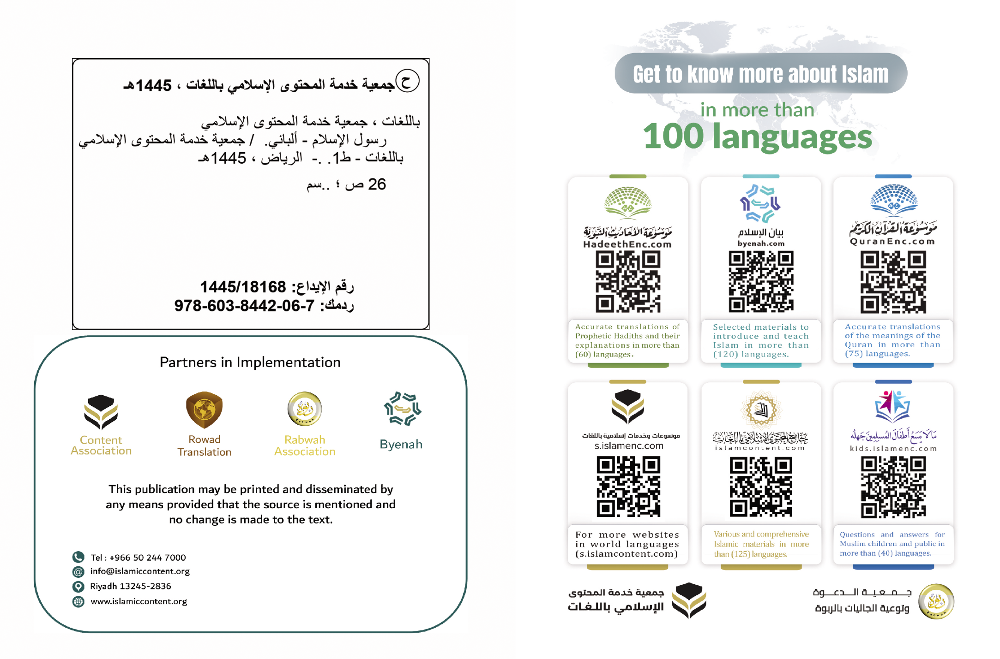 ح جمعية خدمة المحتوى الإسلامي باللغات ، 1445هـ
باللغات ، جمعية خدمة المحتوى الإسلامي
رسول الإسلام - ألباني. / جمعية خدمة المحتوى الإسلامي
باللغات - ط1. .- الرياض ، 1445هـ
26 ص ؛ ..سم
رقم الإيداع: 1445/18168
ردمك: 978-603-8442-06-7
Partners in Implementation
Content
Association
Rowad
Translation
Rabwah
Rabwah
Association
Byenah
This publication may be printed and disseminated by
any means provided that the source is mentioned and
no change is made to the text.
Tel : +966 50 244 7000
info@islamiccontent.org
Riyadh 13245-2836
www.islamiccontent.org
Get to know more about Islam
in more than
100 languages
موسوعة الأحاديث النبوية
HadeethEnc.com
Accurate translations of
Prophetic Hadiths and their
explanations in more than
(60) languages.
بيان الإسلام
byenah.com
Selected materials to
introduce and teach
Islam in more than
(120) languages.
موسوعة القرآن الكريم
QuranEnc.com
Accurate translations
of the meanings of the
Quran in more than
(75) languages.
موسوعات وخدمات إسلامية باللغات
s.islamenc.com
For more websites
in world languages
(s.islamcontent.com)
جامع المحتوى الإسلامي باللغات
islamcontent.com
Various and comprehensive
Islamic materials in more
than (125) languages.
مَا لَا يَسَعُ أَطْفَالَ المُسْلِمِينَ جَهْلُه
kids.islamenc.com
Questions and answers for
Muslim children and public in
more than (40) languages.
جمعية خدمة المحتوى
الإسلامي باللغات
جـمـعـيـة الـدعـــوة
وتوعية الجاليات بالربوة
Rabwah